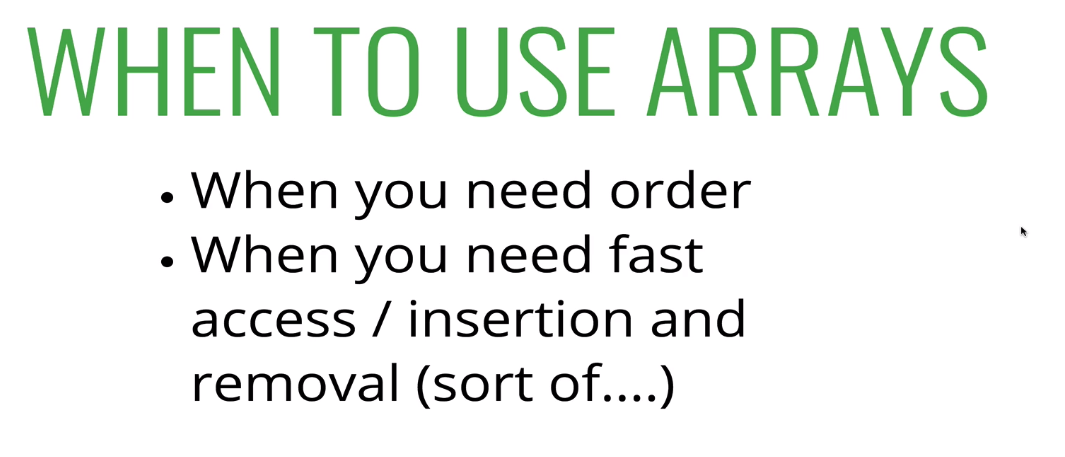 WHEN TO USE ARRAYS
• When you need order
• When you need fast
access / insertion and
removal (sort of....)